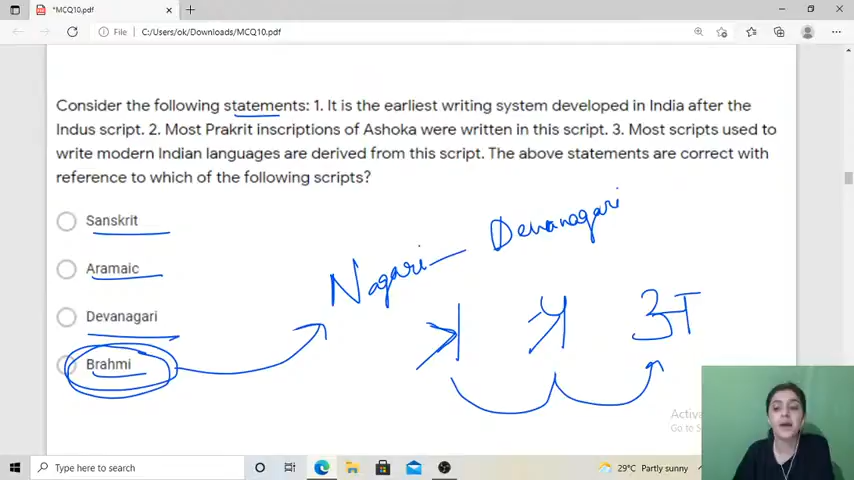 *MCQ10.pdf
File
C:/Users/ok/Downloads/MCQ10.pdf
Consider the following statements: 1. It is the earliest writing system developed in India after the
Indus script. 2. Most Prakrit inscriptions of Ashoka were written in this script. 3. Most scripts used to
write modern Indian languages are derived from this script. The above statements are correct with
reference to which of the following scripts?
Sanskrit
Aramaic
Devanagari
Brahmi
Nagari — Devanagari
अ
Activa
Go to S
Type here to search
29°C Partly sunny